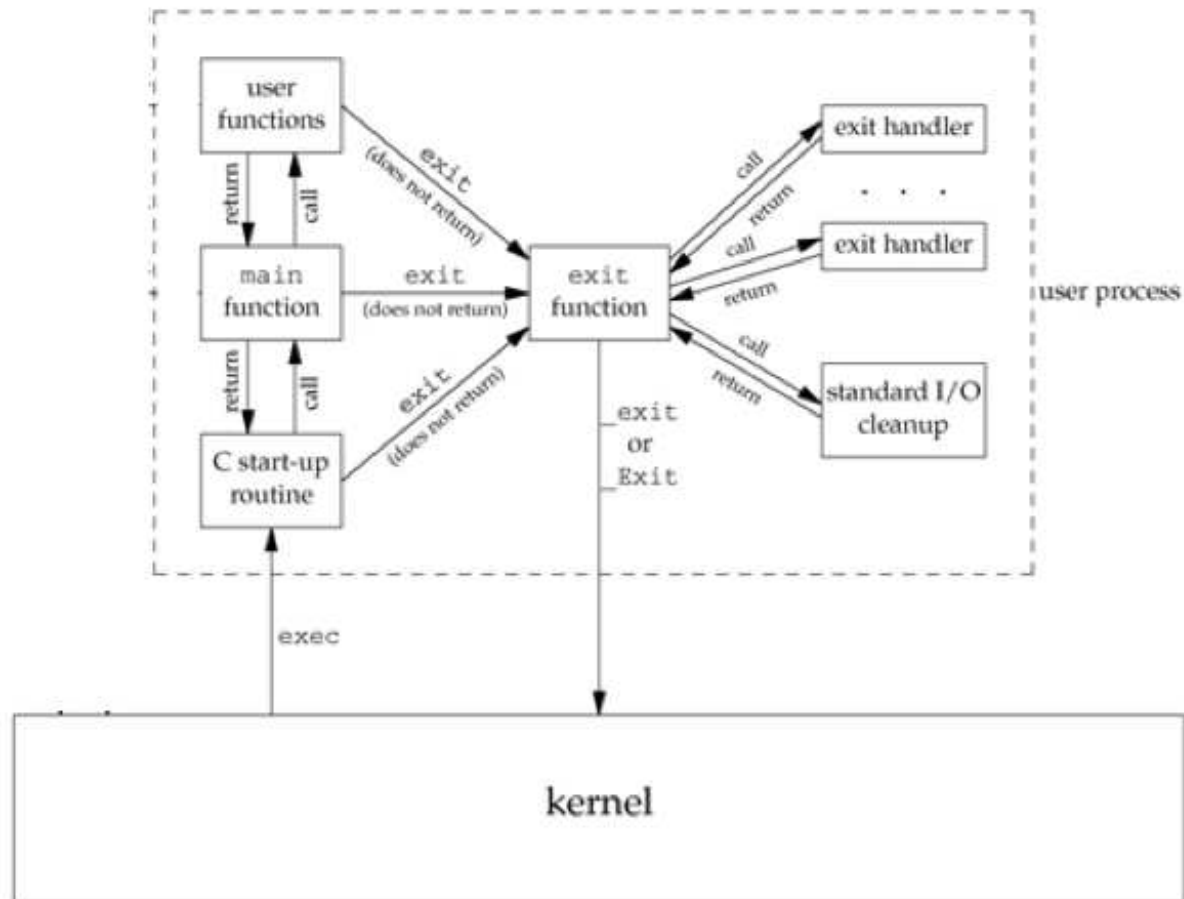 user
functions
exit
(does not return)
return
call
main
function
exit
(does not return)
return
call
C start-up
routine
exit
(does not return)
exit
function
call
return
exit handler
. . .
call
return
exit handler
call
return
standard I/O
cleanup
user process
_exit
or
_Exit
exec
kernel